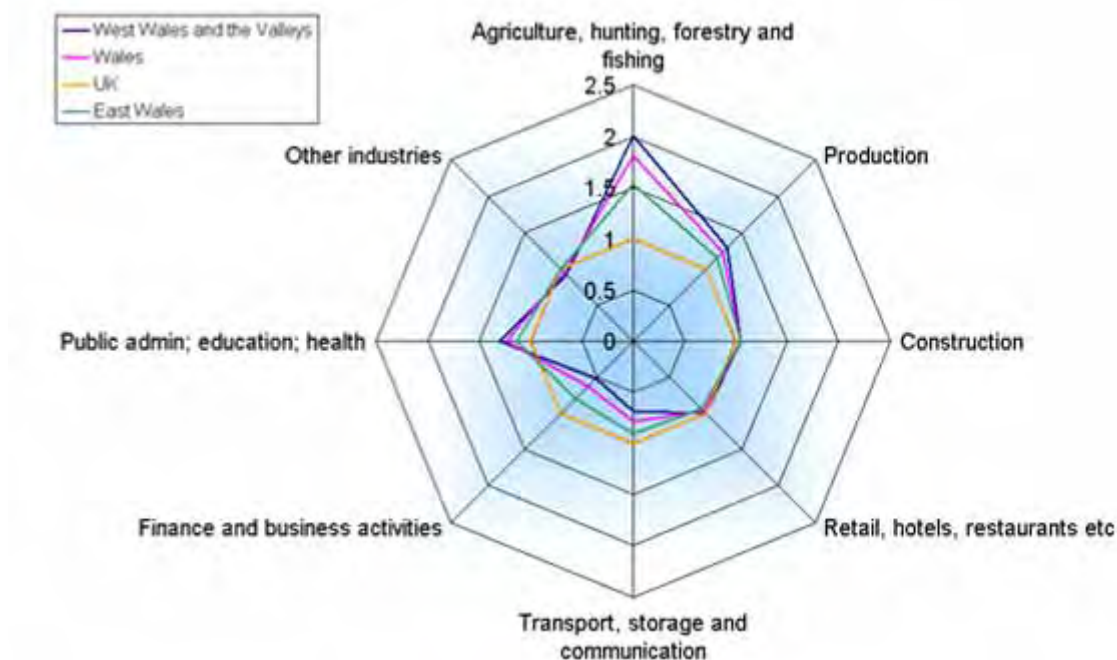 West Wales and the Valleys
Wales
UK
East Wales
Agriculture, hunting, forestry and
fishing
2.5
2
1.5
1
0.5
0
Other industries
Production
Public admin; education; health
Construction
Finance and business activities
Retail, hotels, restaurants etc
Transport, storage and
communication